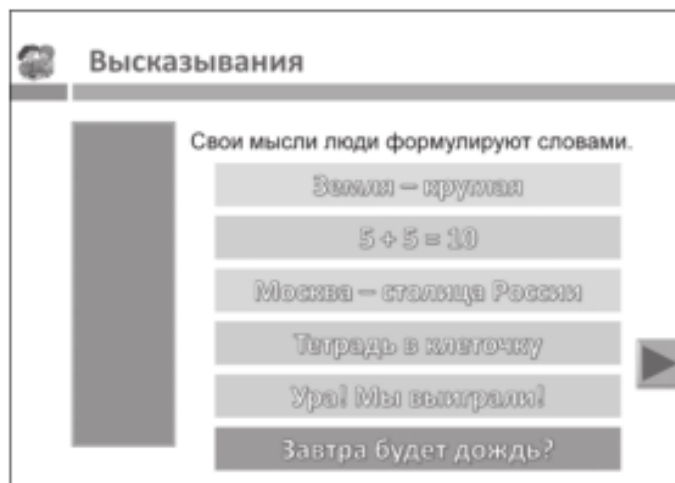 Высказывания
Свои мысли люди формулируют словами.
Земля – круглая
5 + 5 = 10
Москва – столица России
Тетрадь в клеточку
Ура! Мы выиграли!
Завтра будет дождь?